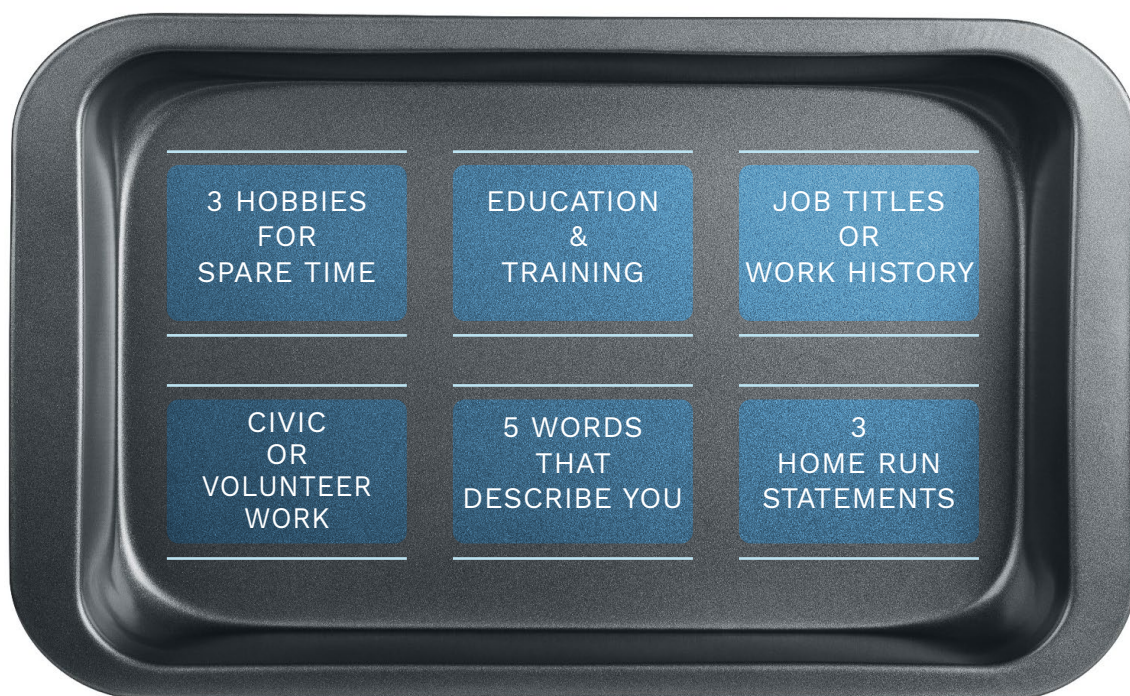 3 HOBBIES
FOR
SPARE TIME
EDUCATION
&
TRAINING
JOB TITLES
OR
WORK HISTORY
CIVIC
OR
VOLUNTEER
WORK
5 WORDS
THAT
DESCRIBE YOU
3
HOME RUN
STATEMENTS